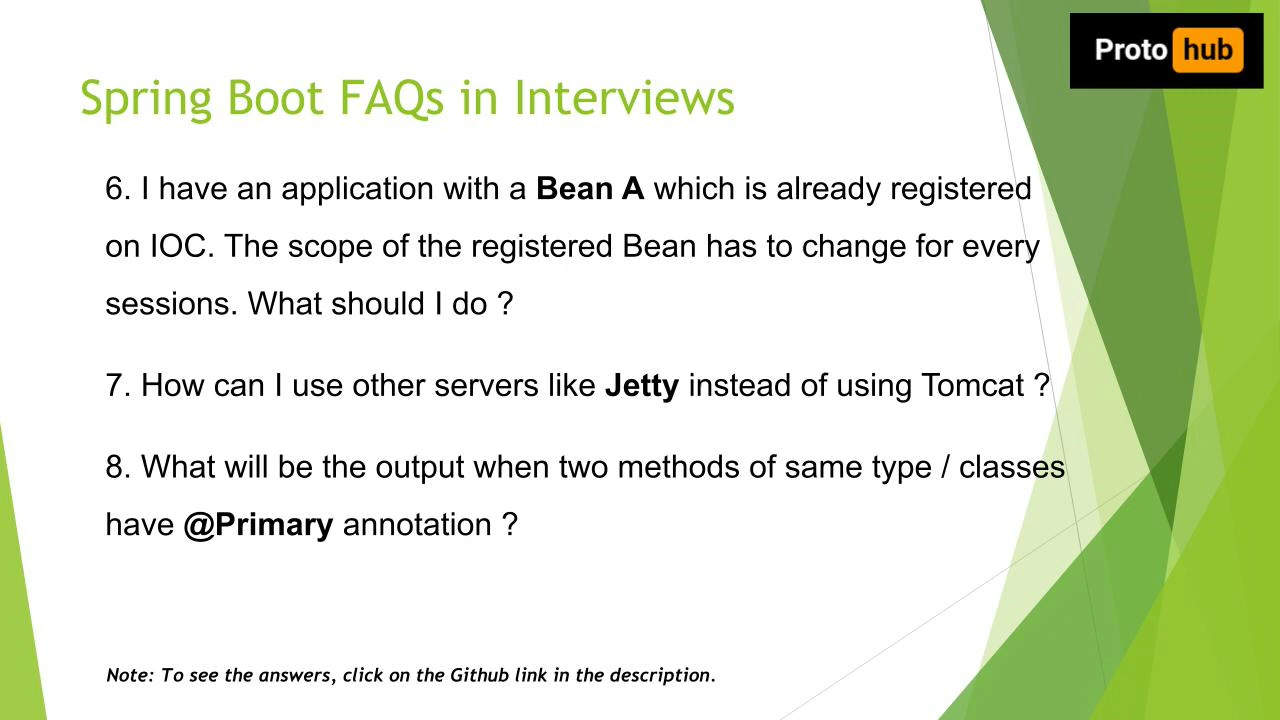 Proto hub
Spring Boot FAQs in Interviews
6. I have an application with a Bean A which is already registered
on IOC. The scope of the registered Bean has to change for every
sessions. What should I do ?
7. How can I use other servers like Jetty instead of using Tomcat ?
8. What will be the output when two methods of same type / classes
have @Primary annotation ?
Note: To see the answers, click on the Github link in the description.